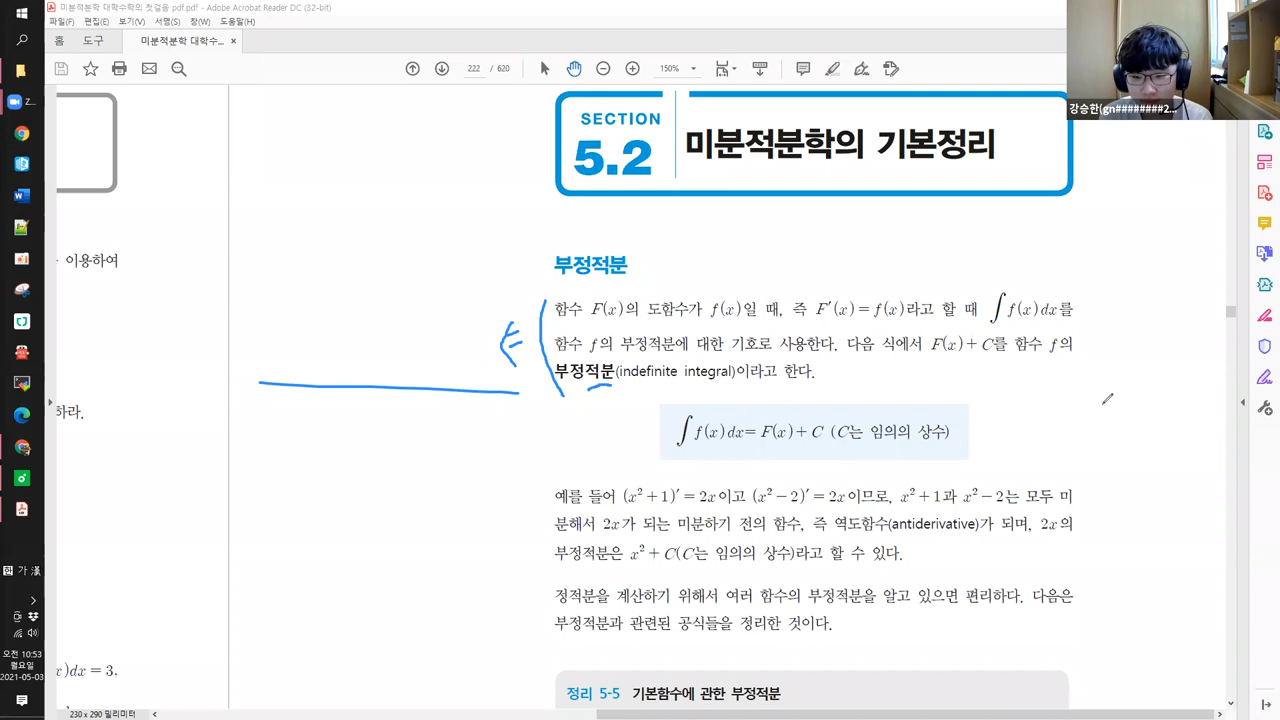 미분적분학 대학수학의 첫걸음 pdf.pdf - Adobe Acrobat Reader DC (32-bit)
파일(F) 편집(E) 보기(V) 서명(S) 창(W) 도움말(H)
홈 도구 미분적분학 대학수... ×
222 / 620 150%
강승한(gn########2...
SECTION
5.2 미분적분학의 기본정리
이용하여
하라.
x)dx = 3.
부정적분
함수 F(x)의 도함수가 f(x)일 때, 즉 F′(x) = f(x)라고 할 때 ∫f(x)dx를
함수 f의 부정적분에 대한 기호로 사용한다. 다음 식에서 F(x) + C를 함수 f의
부정적분(indefinite integral)이라고 한다.
∫f(x)dx = F(x) + C (C는 임의의 상수)
예를 들어 (x² + 1)′ = 2x이고 (x² − 2)′ = 2x이므로, x² + 1과 x² − 2는 모두 미
분해서 2x가 되는 미분하기 전의 함수, 즉 역도함수(antiderivative)가 되며, 2x의
부정적분은 x² + C(C는 임의의 상수)라고 할 수 있다.
정적분을 계산하기 위해서 여러 함수의 부정적분을 알고 있으면 편리하다. 다음은
부정적분과 관련된 공식들을 정리한 것이다.
정리 5-5 기본함수에 관한 부정적분
Z...
한 가 漢
오전 10:53
월요일
2021-05-03
230 x 290 밀리미터